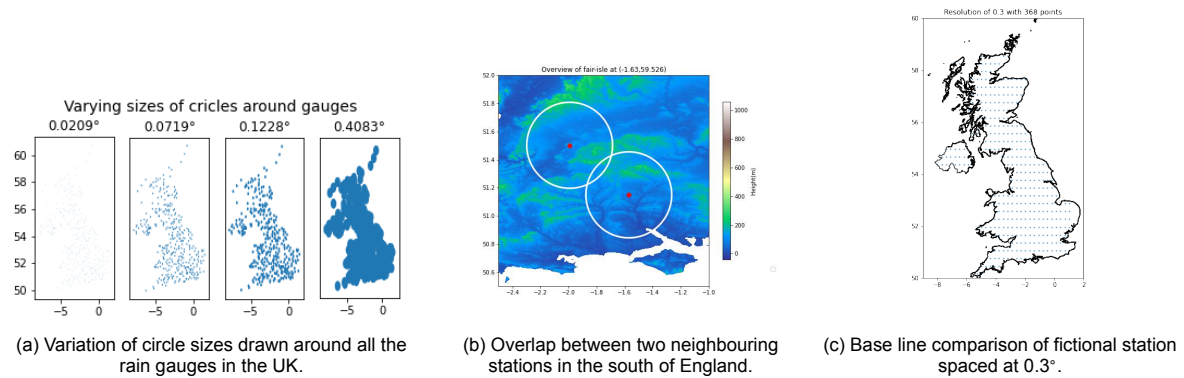 Varying sizes of cricles around gauges
0.0209° 0.0719° 0.1228° 0.4083°
60
58
56
54
52
50
−5 0 −5 0 −5 0 −5 0
(a) Variation of circle sizes drawn around all the
rain gauges in the UK.
Overview of fair-isle at (-1.63,59.526)
52.0
51.8
51.6
51.4
51.2
51.0
50.8
50.6
−2.4 −2.2 −2.0 −1.8 −1.6 −1.4 −1.2 −1.0
1000
800
600
400
200
0
Height(m)
(b) Overlap between two neighbouring
stations in the south of England.
Resolution of 0.3 with 368 points
60
58
56
54
52
50
−8 −6 −4 −2 0 2
(c) Base line comparison of fictional station
spaced at 0.3°.